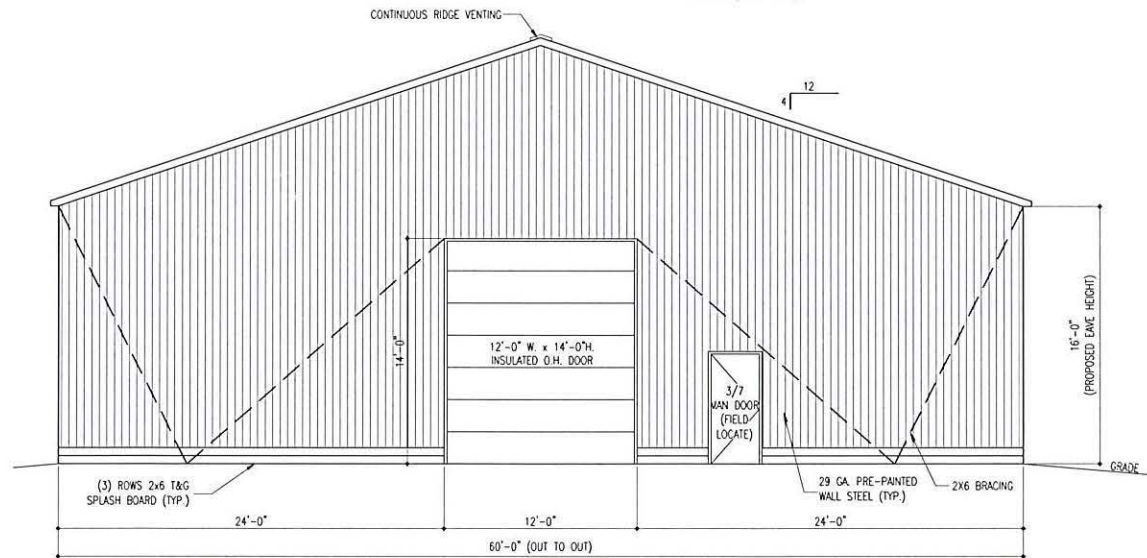 CONTINUOUS RIDGE VENTING
12
4
16'-0"
(PROPOSED EAVE HEIGHT)
14'-0"
12'-0" W. x 14'-0"H.
INSULATED O.H. DOOR
3/7
MAN DOOR
(FIELD
LOCATE)
GRADE
(3) ROWS 2x6 T&G
SPLASH BOARD (TYP.)
29 GA. PRE-PAINTED
WALL STEEL (TYP.)
2X6 BRACING
24'-0"
12'-0"
24'-0"
60'-0" (OUT TO OUT)